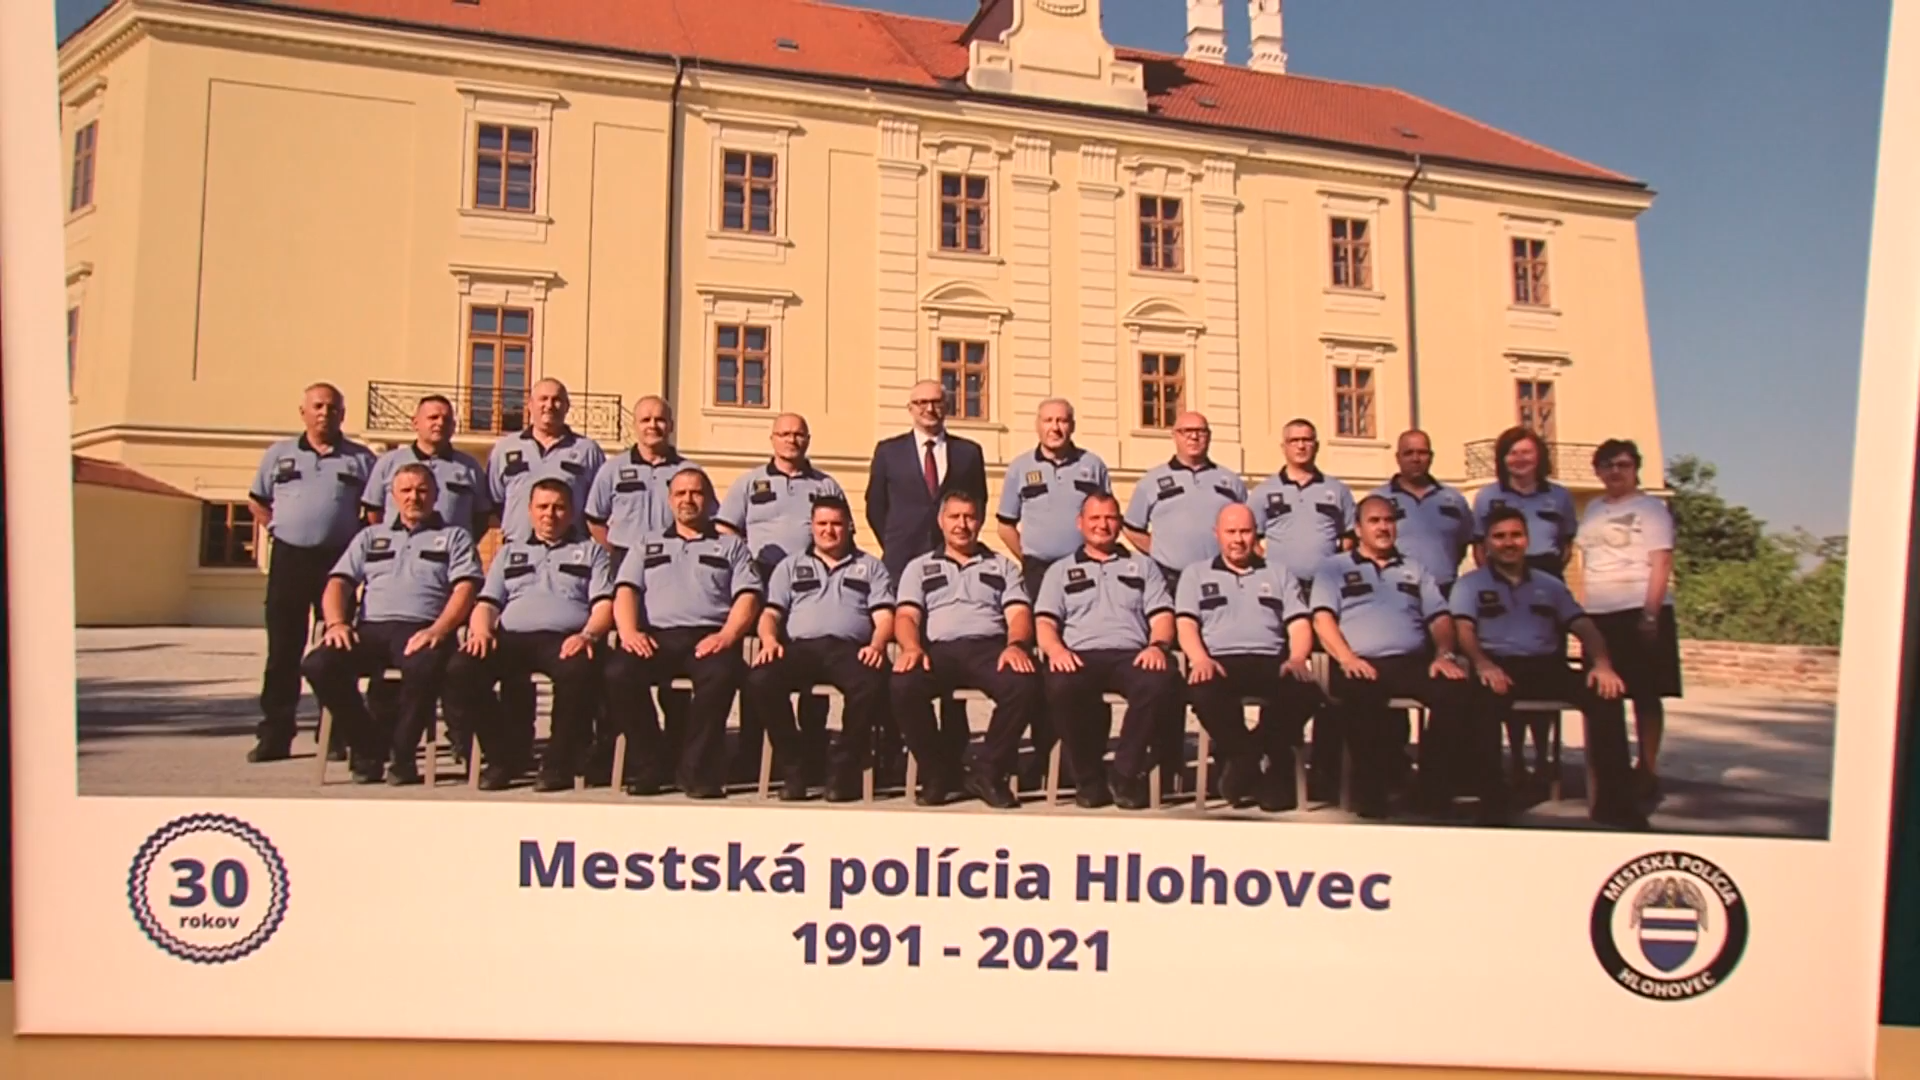 30
rokov
Mestská polícia Hlohovec
1991 - 2021
MESTSKÁ POLÍCIA
HLOHOVEC